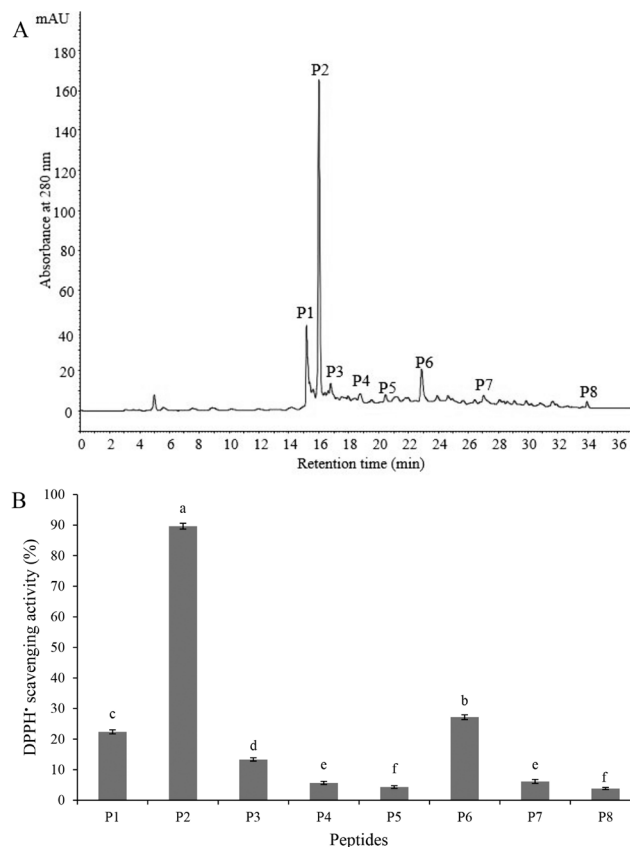 A
mAU
180
160
140
120
100
80
60
40
20
0
Absorbance at 280 nm
P1
P2
P3
P4
P5
P6
P7
P8
0 2 4 6 8 10 12 14 16 18 20 22 24 26 28 30 32 34 36
Retention time (min)
B
100
90
80
70
60
50
40
30
20
10
0
DPPH• scavenging activity (%)
c
a
d
e
f
b
e
f
P1 P2 P3 P4 P5 P6 P7 P8
Peptides